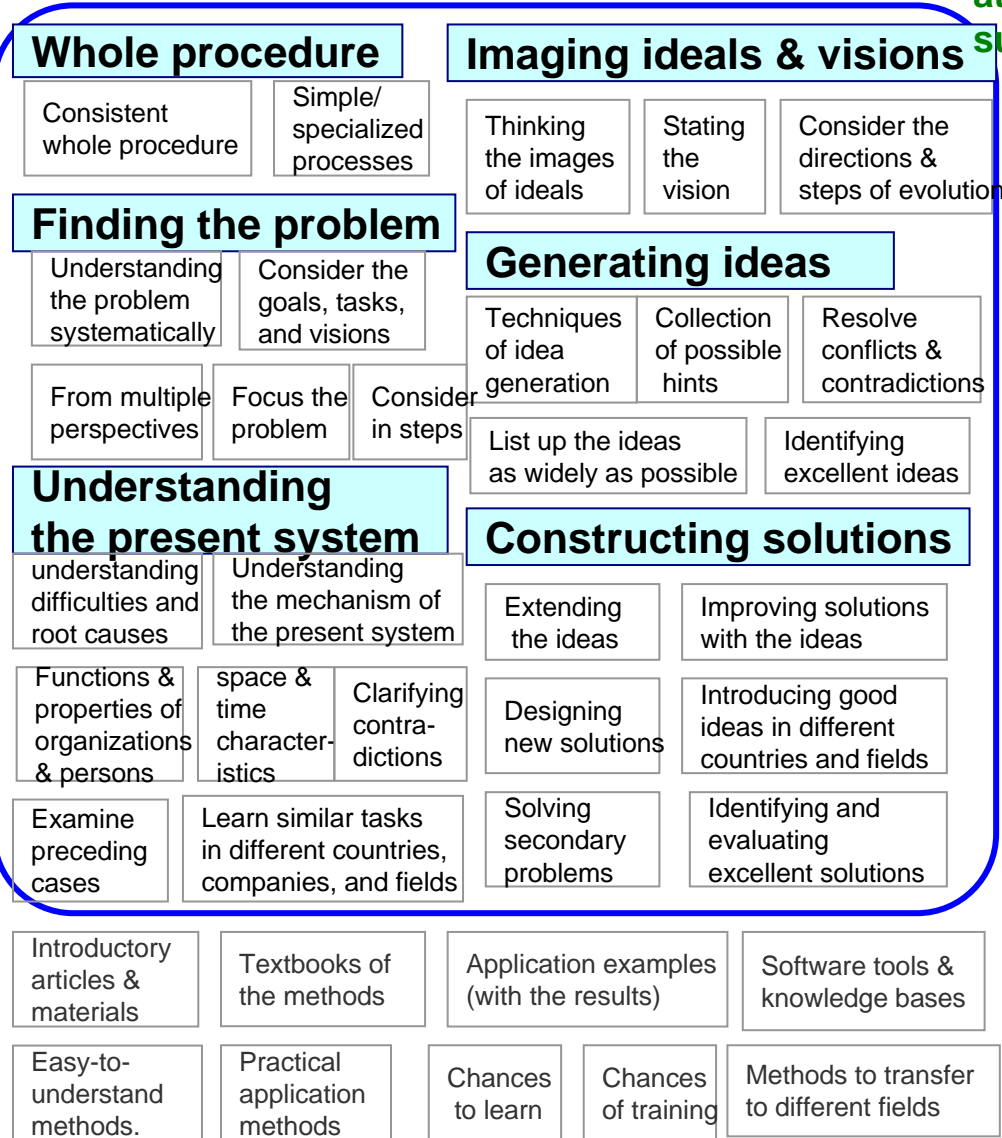 Whole procedure
Consistent
whole procedure
Simple/
specialized
processes
Finding the problem
Understanding
the problem
systematically
Consider the
goals, tasks,
and visions
From multiple
perspectives
Focus the
problem
Consider
in steps
Understanding
the present system
understanding
difficulties and
root causes
Understanding
the mechanism of
the present system
Functions &
properties of
organizations
& persons
space &
time
character-
istics
Clarifying
contra-
dictions
Examine
preceding
cases
Learn similar tasks
in different countries,
companies, and fields
Imaging ideals & visions
Thinking
the images
of ideals
Stating
the
vision
Consider the
directions &
steps of evolution
Generating ideas
Techniques
of idea
generation
Collection
of possible
hints
Resolve
conflicts &
contradictions
List up the ideas
as widely as possible
Identifying
excellent ideas
Constructing solutions
Extending
the ideas
Improving solutions
with the ideas
Designing
new solutions
Introducing good
ideas in different
countries and fields
Solving
secondary
problems
Identifying and
evaluating
excellent solutions
Introductory
articles &
materials
Textbooks of
the methods
Application examples
(with the results)
Software tools &
knowledge bases
Easy-to-
understand
methods.
Practical
application
methods
Chances
to learn
Chances
of training
Methods to transfer
to different fields